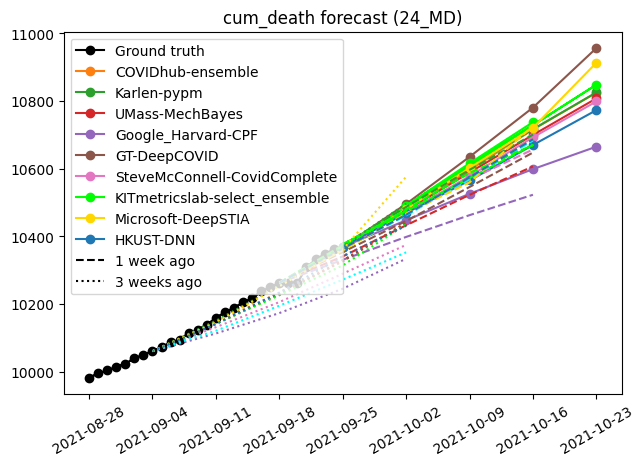 cum_death forecast (24_MD)
11000
10800
10600
10400
10200
10000
Ground truth
COVIDhub-ensemble
Karlen-pypm
UMass-MechBayes
Google_Harvard-CPF
GT-DeepCOVID
SteveMcConnell-CovidComplete
KITmetricslab-select_ensemble
Microsoft-DeepSTIA
HKUST-DNN
1 week ago
3 weeks ago
2021-08-28
2021-09-04
2021-09-11
2021-09-18
2021-09-25
2021-10-02
2021-10-09
2021-10-16
2021-10-23